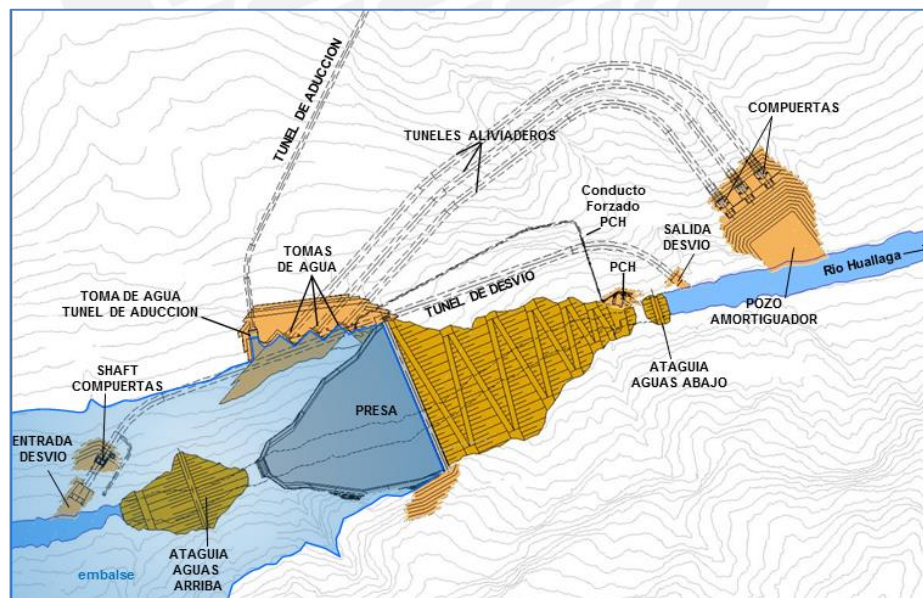 TUNEL DE ADUCCION
COMPUERTAS
TUNELES ALIVIADEROS
Conducto
Forzado
PCH
SALIDA
DESVIO
TOMAS
DE AGUA
Rio Huallaga
TUNEL DE DESVIO
PCH
TOMA DE AGUA
TUNEL DE ADUCCION
POZO
AMORTIGUADOR
ATAGUIA
AGUAS ABAJO
SHAFT
COMPUERTAS
PRESA
ENTRADA
DESVIO
ATAGUIA
AGUAS
ARRIBA
embalse